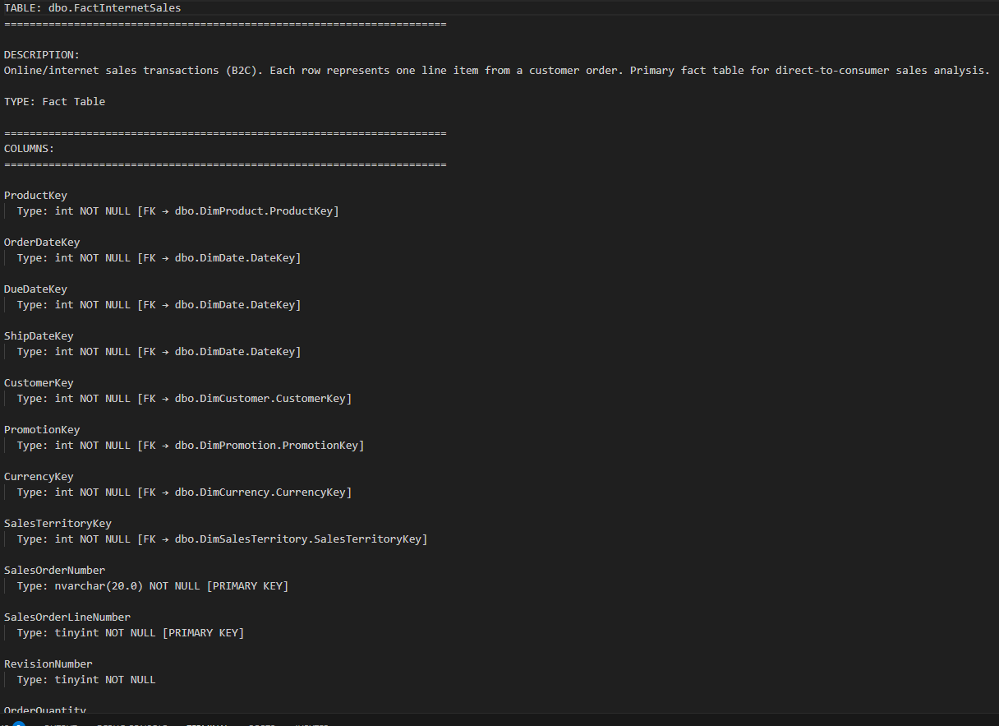 TABLE: dbo.FactInternetSales
======================================================================
DESCRIPTION:
Online/internet sales transactions (B2C). Each row represents one line item from a customer order. Primary fact table for direct-to-consumer sales analysis.
TYPE: Fact Table
======================================================================
COLUMNS:
======================================================================
ProductKey
Type: int NOT NULL [FK → dbo.DimProduct.ProductKey]
OrderDateKey
Type: int NOT NULL [FK → dbo.DimDate.DateKey]
DueDateKey
Type: int NOT NULL [FK → dbo.DimDate.DateKey]
ShipDateKey
Type: int NOT NULL [FK → dbo.DimDate.DateKey]
CustomerKey
Type: int NOT NULL [FK → dbo.DimCustomer.CustomerKey]
PromotionKey
Type: int NOT NULL [FK → dbo.DimPromotion.PromotionKey]
CurrencyKey
Type: int NOT NULL [FK → dbo.DimCurrency.CurrencyKey]
SalesTerritoryKey
Type: int NOT NULL [FK → dbo.DimSalesTerritory.SalesTerritoryKey]
SalesOrderNumber
Type: nvarchar(20.0) NOT NULL [PRIMARY KEY]
SalesOrderLineNumber
Type: tinyint NOT NULL [PRIMARY KEY]
RevisionNumber
Type: tinyint NOT NULL
OrderQuantity